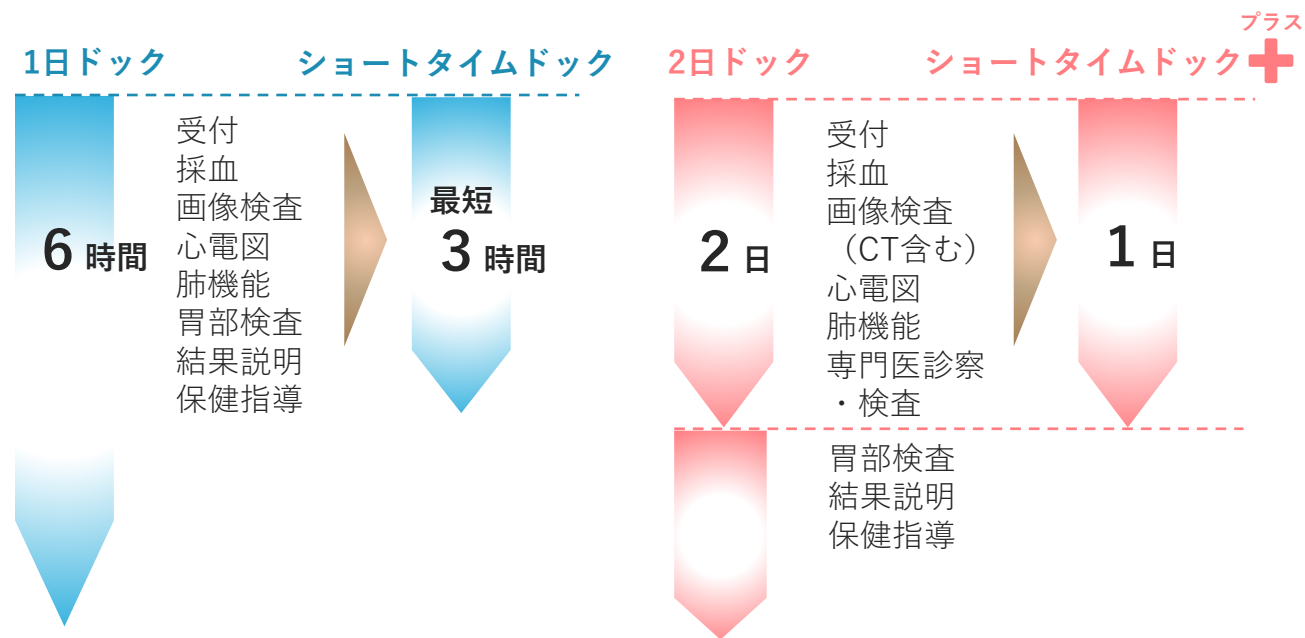 1日ドック
ショートタイムドック
6 時間
受付
採血
画像検査
心電図
肺機能
胃部検査
結果説明
保健指導
最短
3 時間
2日ドック
プラス
ショートタイムドック
2 日
受付
採血
画像検査
（CT含む）
心電図
肺機能
専門医診察
・検査
1 日
胃部検査
結果説明
保健指導